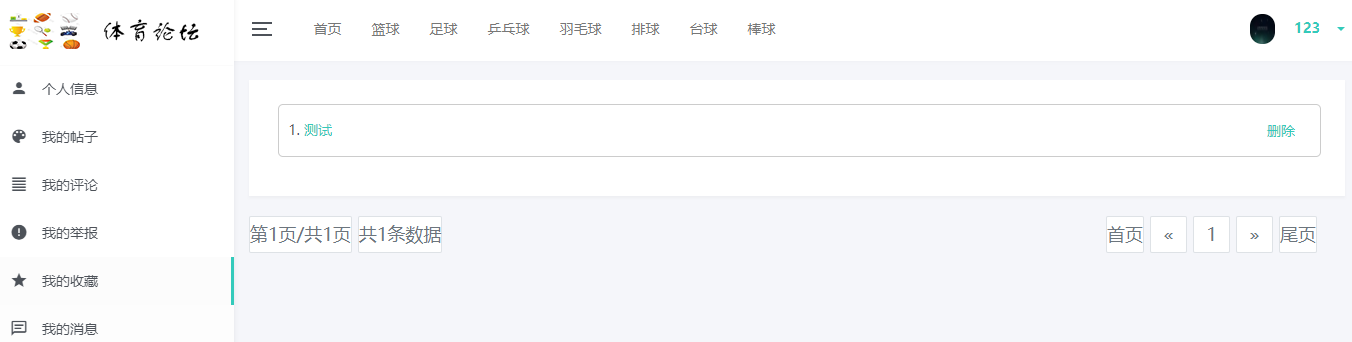 体育论坛
首页 篮球 足球 乒乓球 羽毛球 排球 台球 棒球
123
个人信息
我的帖子
我的评论
我的举报
我的收藏
我的消息
1. 测试 删除
第1页/共1页 共1条数据 首页 « 1 » 尾页